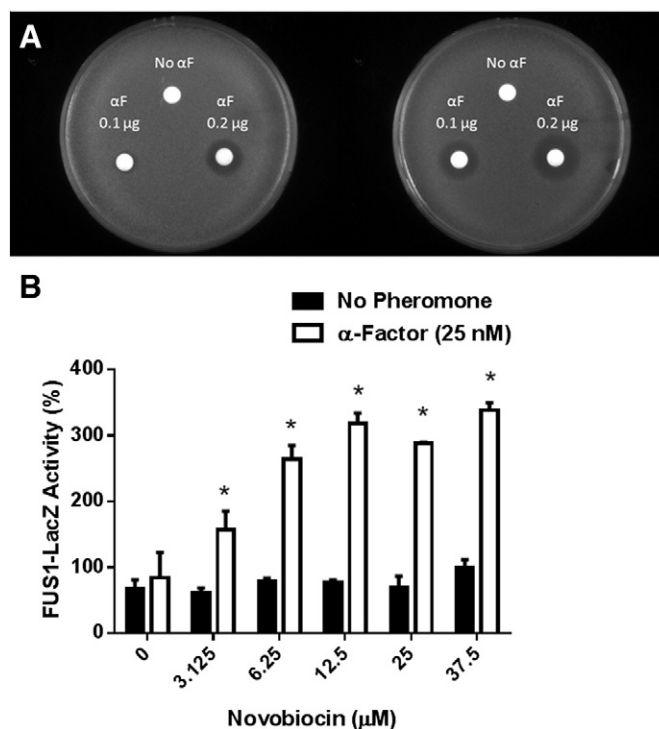 A
No αF
αF
0.1 µg
αF
0.2 µg
No αF
αF
0.1 µg
αF
0.2 µg
B
No Pheromone
α-Factor (25 nM)
FUS1-LacZ Activity (%)
400
300
200
100
0
* * * * *
0 3.125 6.25 12.5 25 37.5
Novobiocin (µM)